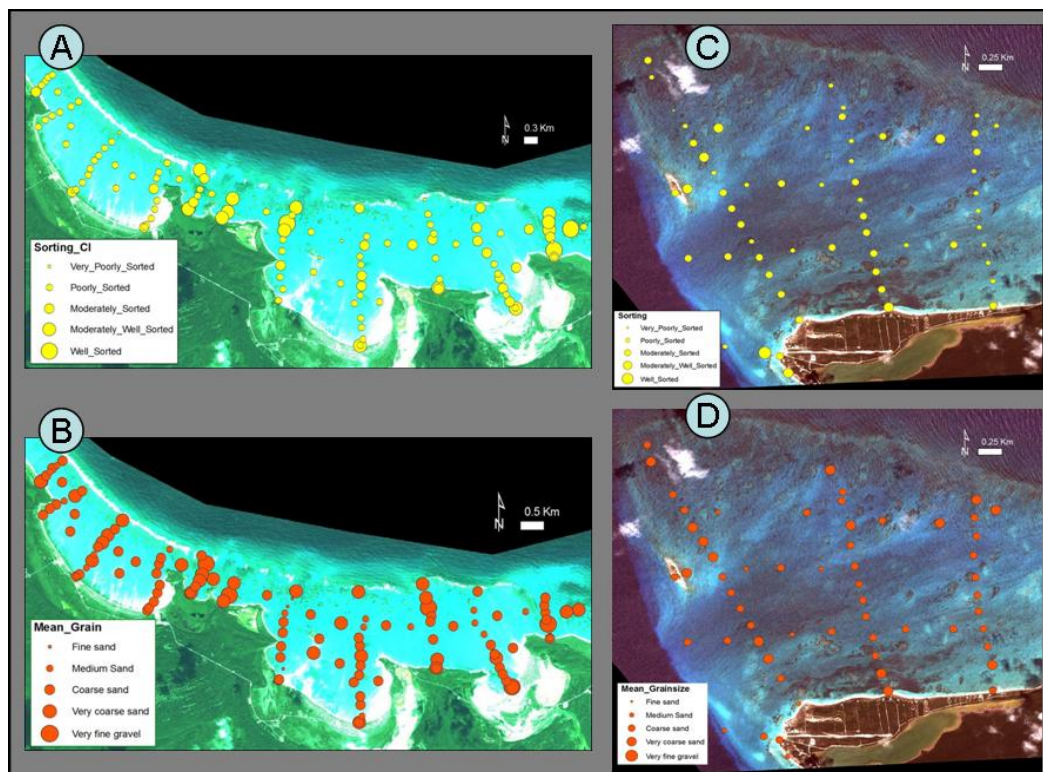 A
N
0.3 Km
Sorting_CI
Very_Poorly_Sorted
Poorly_Sorted
Moderately_Sorted
Moderately_Well_Sorted
Well_Sorted
C
N
0.25 Km
Sorting
Very_Poorly_Sorted
Poorly_Sorted
Moderately_Sorted
Moderately_Well_Sorted
Well_Sorted
B
N
0.5 Km
Mean_Grain
Fine sand
Medium Sand
Coarse sand
Very coarse sand
Very fine gravel
D
N
0.25 Km
Mean_Grainsize
Fine sand
Medium Sand
Coarse sand
Very coarse sand
Very fine gravel